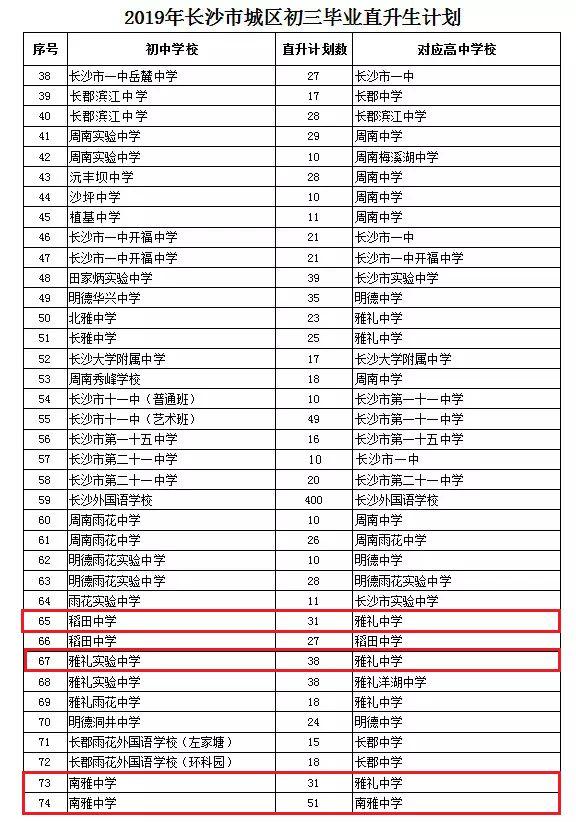 2019年长沙市城区初三毕业直升生计划
序号 初中学校 直升计划数 对应高中学校
38 长沙市一中岳麓中学 27 长沙市一中
39 长郡滨江中学 17 长郡中学
40 长郡滨江中学 28 长郡滨江中学
41 周南实验中学 29 周南中学
42 周南实验中学 10 周南梅溪湖中学
43 沅丰坝中学 28 周南中学
44 沙坪中学 10 周南中学
45 植基中学 11 周南中学
46 长沙市一中开福中学 21 长沙市一中
47 长沙市一中开福中学 21 长沙市一中开福中学
48 田家炳实验中学 39 长沙市实验中学
49 明德华兴中学 35 明德中学
50 北雅中学 23 雅礼中学
51 长雅中学 25 雅礼中学
52 长沙大学附属中学 17 长沙大学附属中学
53 周南秀峰学校 18 周南中学
54 长沙市十一中（普通班） 10 长沙市第一十一中学
55 长沙市十一中（艺术班） 49 长沙市第一十一中学
56 长沙市第一十五中学 16 长沙市第一十五中学
57 长沙市第二十一中学 10 长沙市一中
58 长沙市第二十一中学 20 长沙市第二十一中学
59 长沙外国语学校 400 长沙外国语学校
60 周南雨花中学 10 周南中学
61 周南雨花中学 26 周南雨花中学
62 明德雨花实验中学 10 明德中学
63 明德雨花实验中学 28 明德雨花实验中学
64 雨花实验中学 11 长沙市实验中学
65 稻田中学 31 雅礼中学
66 稻田中学 27 稻田中学
67 雅礼实验中学 38 雅礼中学
68 雅礼实验中学 38 雅礼洋湖中学
69 雅礼雨花中学 18 雅礼中学
70 明德洞井中学 24 明德中学
71 长郡雨花外国语学校（左家塘） 15 长郡中学
72 长郡雨花外国语学校（环科园） 18 长郡中学
73 南雅中学 31 雅礼中学
74 南雅中学 51 南雅中学